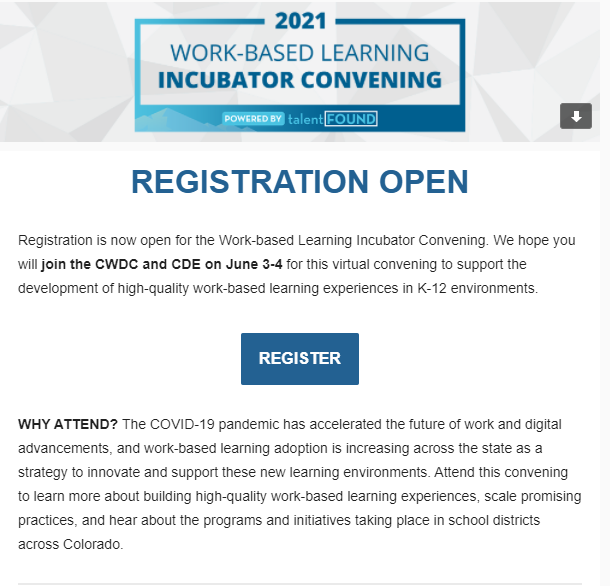 2021
WORK-BASED LEARNING
INCUBATOR CONVENING
POWERED BY talent FOUND
REGISTRATION OPEN
Registration is now open for the Work-based Learning Incubator Convening. We hope you
will join the CWDC and CDE on June 3-4 for this virtual convening to support the
development of high-quality work-based learning experiences in K-12 environments.
REGISTER
WHY ATTEND? The COVID-19 pandemic has accelerated the future of work and digital
advancements, and work-based learning adoption is increasing across the state as a
strategy to innovate and support these new learning environments. Attend this convening
to learn more about building high-quality work-based learning experiences, scale promising
practices, and hear about the programs and initiatives taking place in school districts
across Colorado.